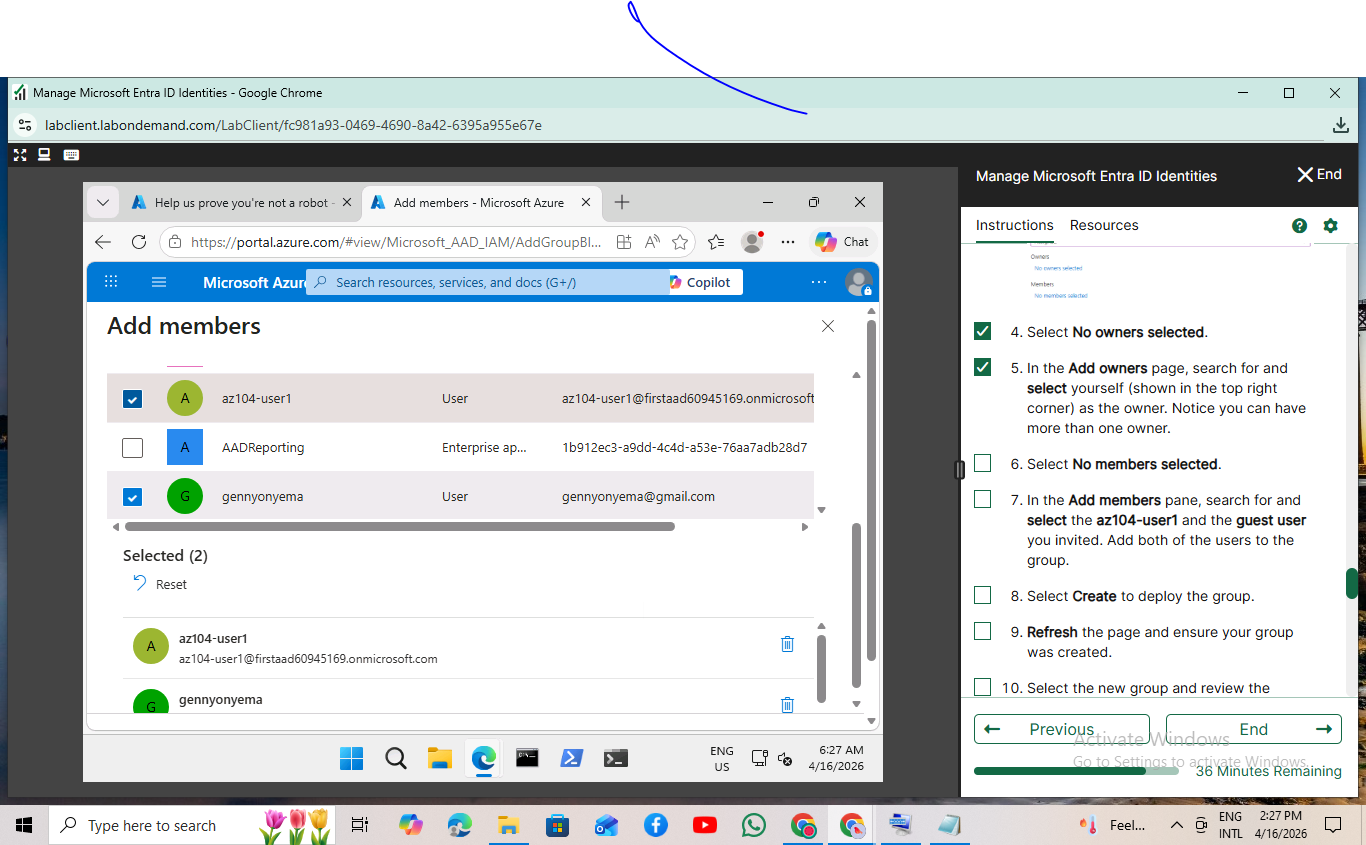 Manage Microsoft Entra ID Identities - Google Chrome
labclient.labondemand.com/LabClient/fc981a93-0469-4690-8a42-6395a955e67e
Help us prove you're not a robot -
Add members - Microsoft Azure
https://portal.azure.com/#view/Microsoft_AAD_IAM/AddGroupBl...
Chat
Microsoft Azur
Search resources, services, and docs (G+/)
Copilot
Add members
A
az104-user1
User
az104-user1@firstaad60945169.onmicrosoft
A
AADReporting
Enterprise ap...
1b912ec3-a9dd-4c4d-a53e-76aa7adb28d7
G
gennyonyema
User
gennyonyema@gmail.com
Selected (2)
Reset
A
az104-user1
az104-user1@firstaad60945169.onmicrosoft.com
G
gennyonyema
ENG
US
6:27 AM
4/16/2026
Manage Microsoft Entra ID Identities
End
Instructions
Resources
Owners
No owners selected
Members
No members selected
4. Select No owners selected.
5. In the Add owners page, search for and
select yourself (shown in the top right
corner) as the owner. Notice you can have
more than one owner.
6. Select No members selected.
7. In the Add members pane, search for and
select the az104-user1 and the guest user
you invited. Add both of the users to the
group.
8. Select Create to deploy the group.
9. Refresh the page and ensure your group
was created.
10. Select the new group and review the
Previous
End
Activate Windows
Go to Settings to activate Windows.
36 Minutes Remaining
Type here to search
Feel...
ENG
INTL
2:27 PM
4/16/2026